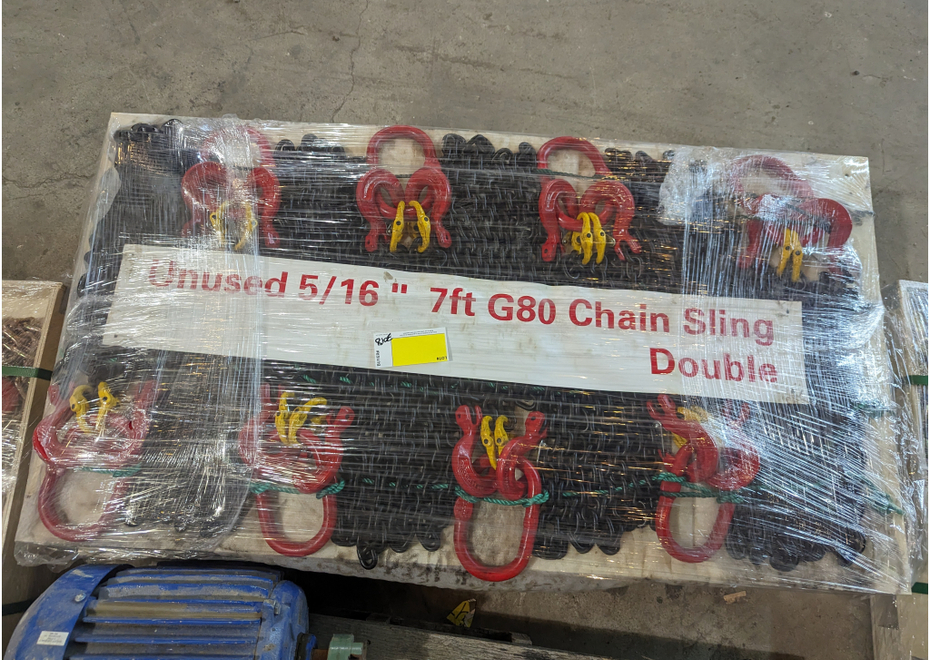 Unused 5/16 " 7ft G80 Chain Sling
Double